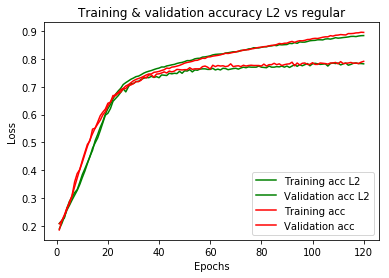 Training & validation accuracy L2 vs regular
0.9
0.8
0.7
0.6
0.5
0.4
0.3
0.2
Loss
Training acc L2
Validation acc L2
Training acc
Validation acc
0 20 40 60 80 100 120
Epochs